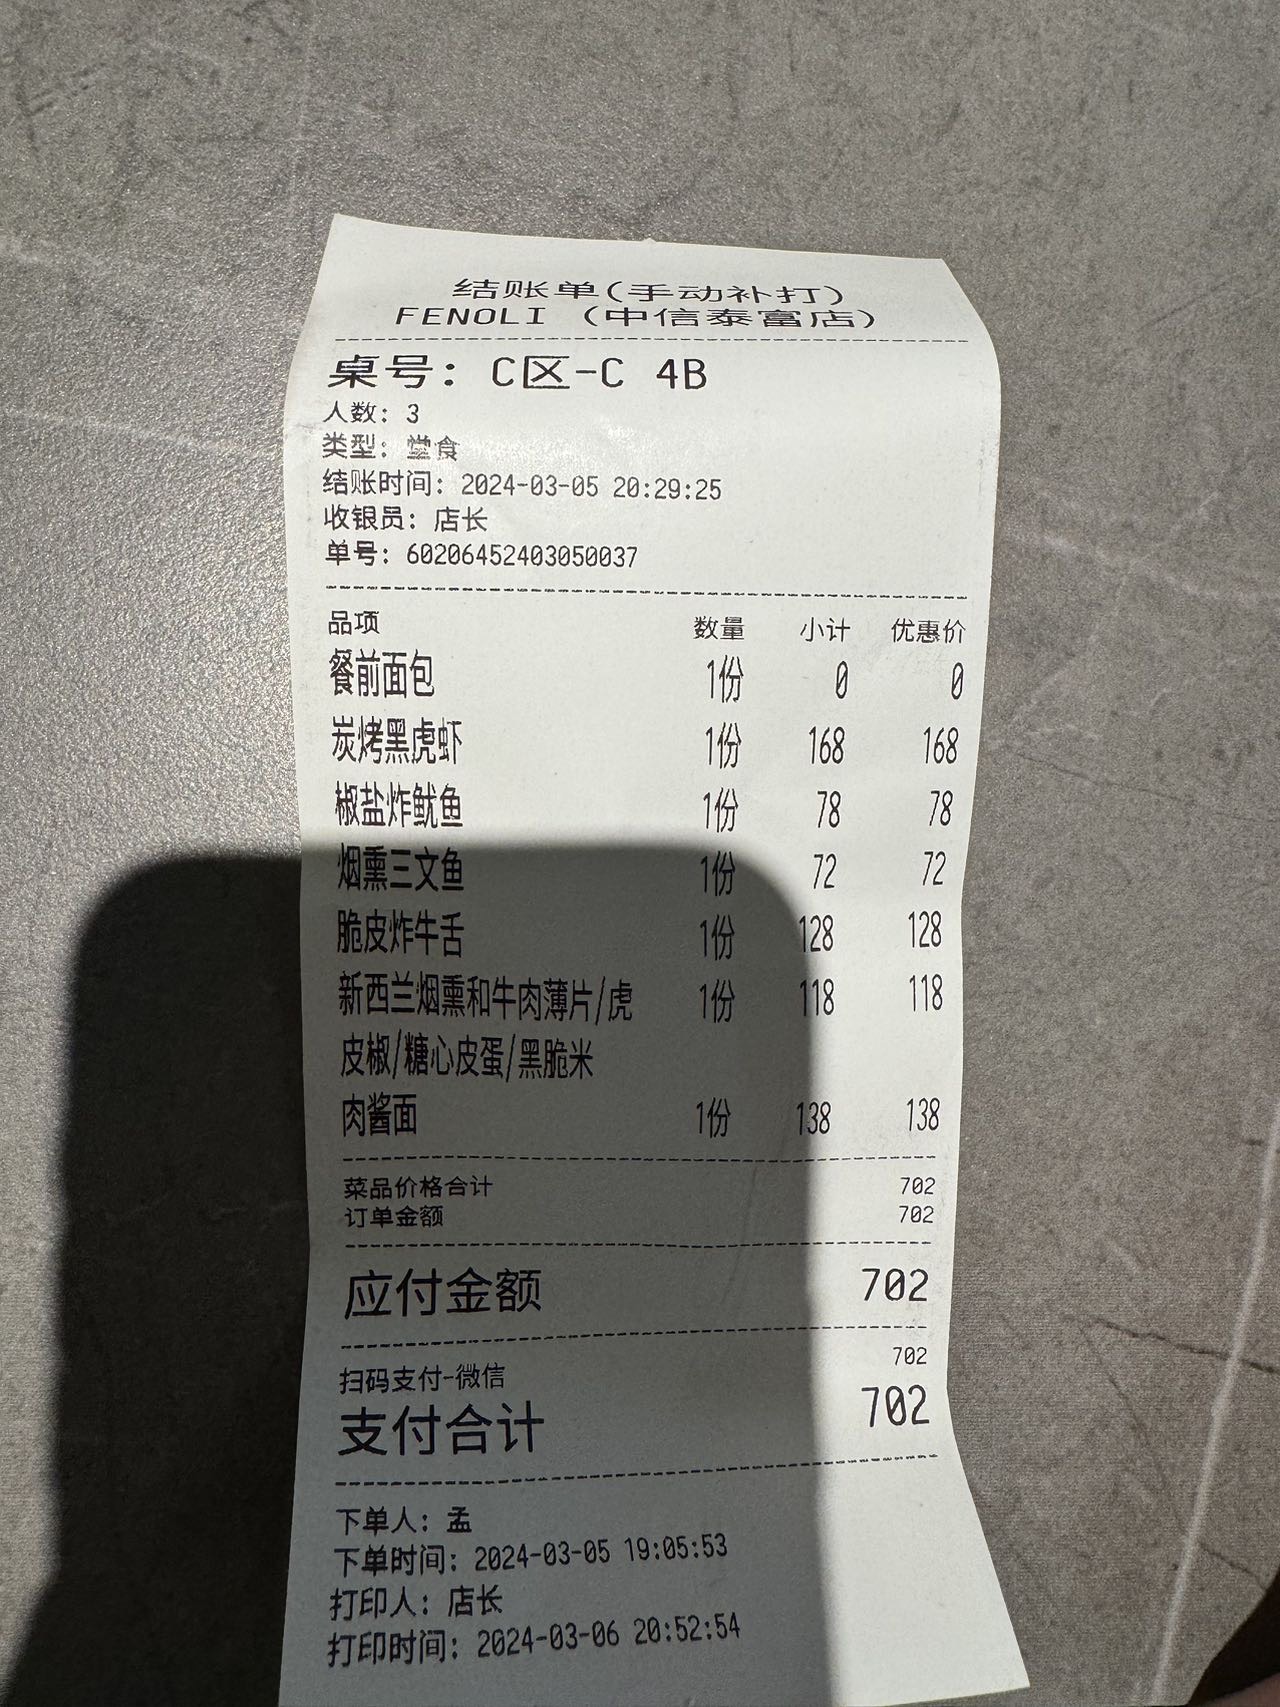 结账单(手动补打)
FENOLI (中信泰富店)
桌号: C区-C 4B
人数: 3
类型: 堂食
结账时间: 2024-03-05 20:29:25
收银员: 店长
单号: 60206452403050037
品项 数量 小计 优惠价
餐前面包 1份 0 0
炭烤黑虎虾 1份 168 168
椒盐炸鱿鱼 1份 78 78
烟熏三文鱼 1份 72 72
脆皮炸牛舌 1份 128 128
新西兰烟熏和牛肉薄片/虎 1份 118 118
皮椒/糖心皮蛋/黑脆米
肉酱面 1份 138 138
菜品价格合计 702
订单金额 702
应付金额 702
扫码支付-微信 702
支付合计 702
下单人: 孟
下单时间: 2024-03-05 19:05:53
打印人: 店长
打印时间: 2024-03-06 20:52:54